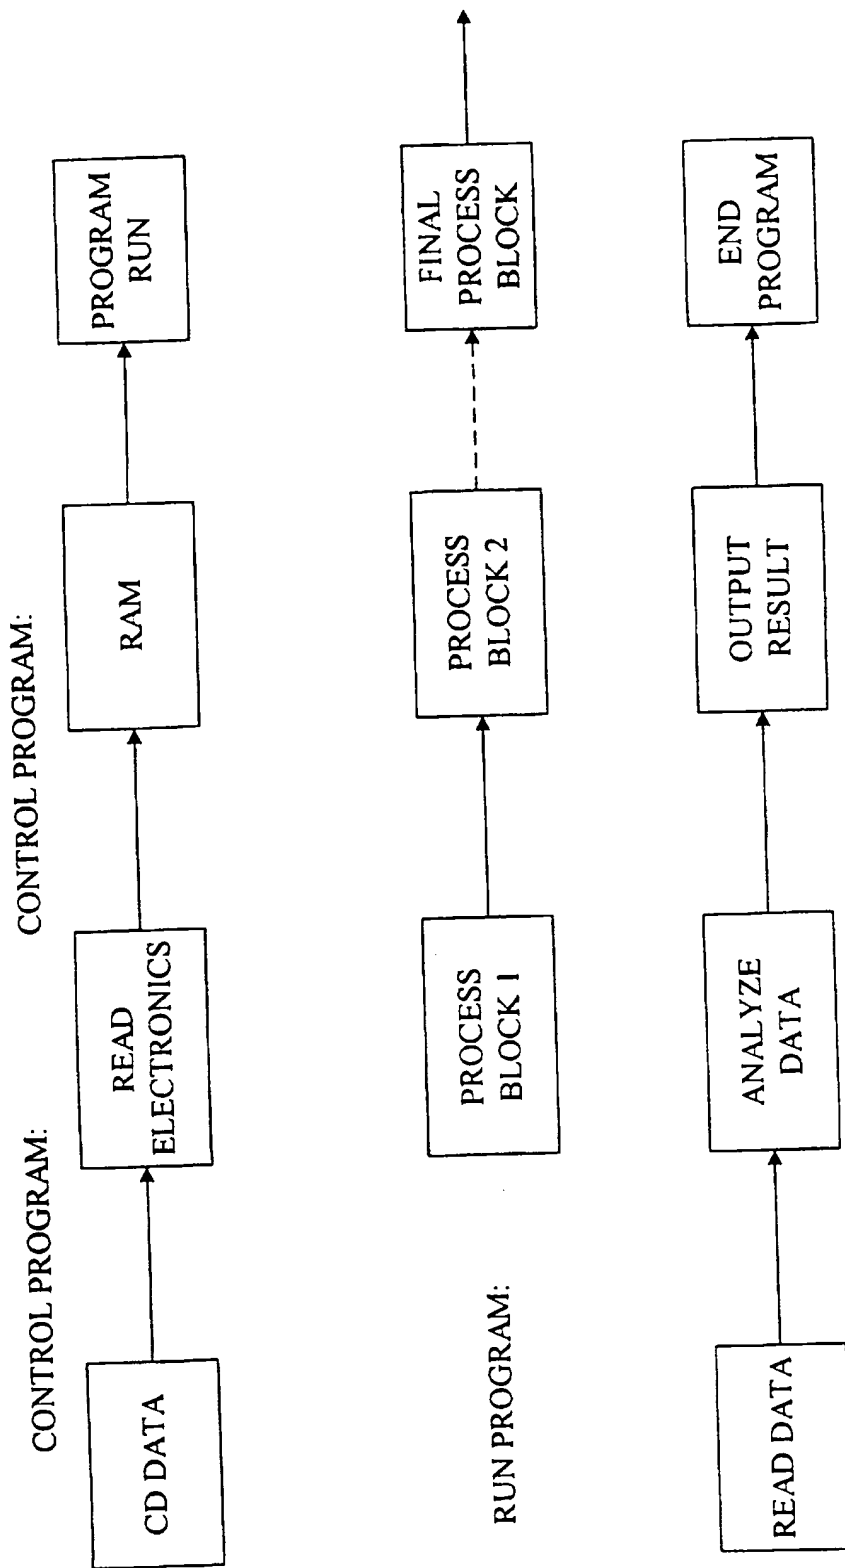 CONTROL PROGRAM:
CONTROL PROGRAM:
CD DATA
READ
ELECTRONICS
RAM
PROGRAM
RUN
RUN PROGRAM:
PROCESS
BLOCK 1
PROCESS
BLOCK 2
FINAL
PROCESS
BLOCK
READ DATA
ANALYZE
DATA
OUTPUT
RESULT
END
PROGRAM